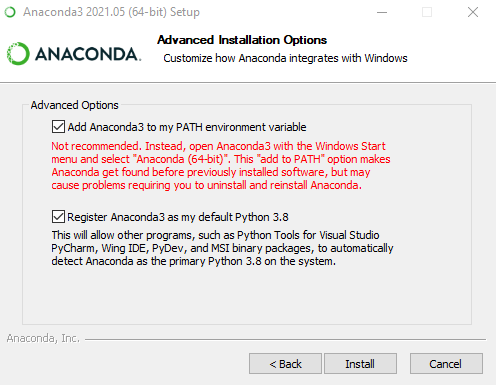 Anaconda3 2021.05 (64-bit) Setup
ANACONDA.
Advanced Installation Options
Customize how Anaconda integrates with Windows
Advanced Options
Add Anaconda3 to my PATH environment variable
Not recommended. Instead, open Anaconda3 with the Windows Start
menu and select "Anaconda (64-bit)". This "add to PATH" option makes
Anaconda get found before previously installed software, but may
cause problems requiring you to uninstall and reinstall Anaconda.
Register Anaconda3 as my default Python 3.8
This will allow other programs, such as Python Tools for Visual Studio
PyCharm, Wing IDE, PyDev, and MSI binary packages, to automatically
detect Anaconda as the primary Python 3.8 on the system.
Anaconda, Inc.
< Back
Install
Cancel